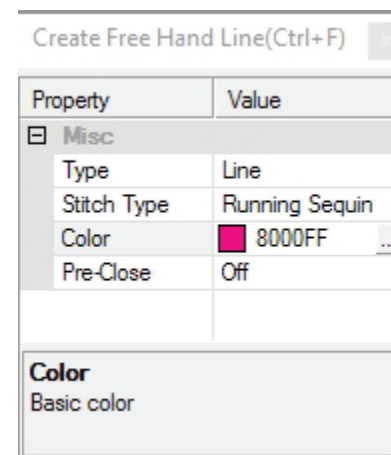 Create Free Hand Line(Ctrl+F)
Property Value
Misc
Type Line
Stitch Type Running Sequin
Color 8000FF ...
Pre-Close Off
Color
Basic color